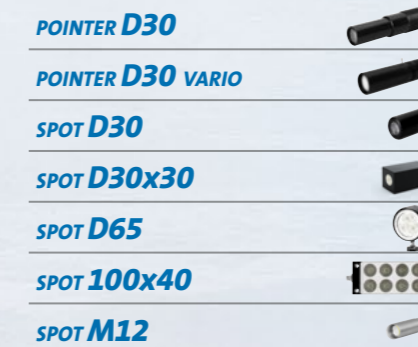 POINTER D30
POINTER D30 VARIO
SPOT D30
SPOT D30x30
SPOT D65
SPOT 100x40
SPOT M12